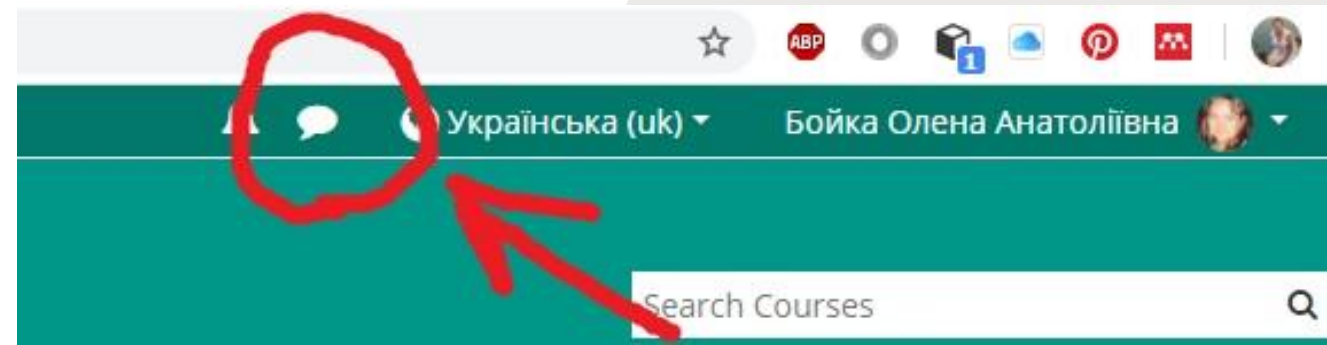 ABP
1
Українська (uk)
Бойка Олена Анатоліївна
Search Courses